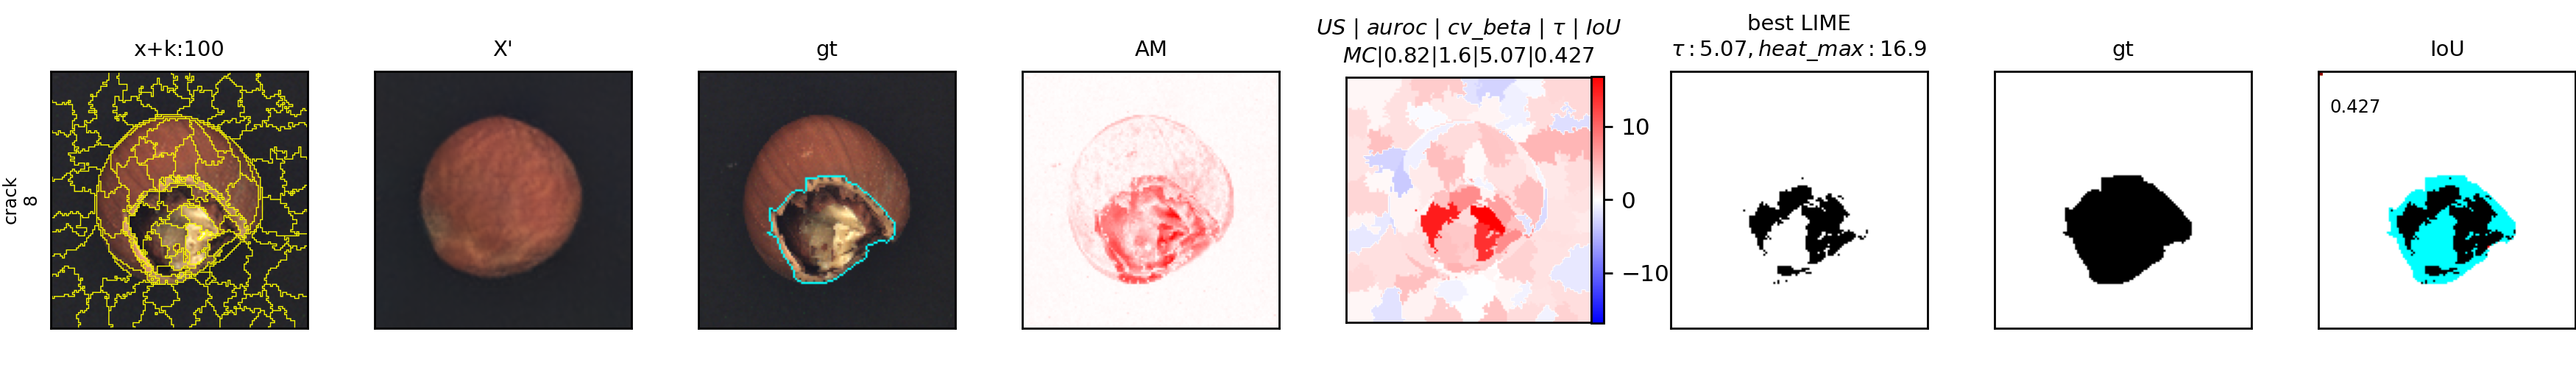 x+k:100
X'
gt
AM
US | auroc | cv_beta | τ | IoU
MC|0.82|1.6|5.07|0.427
best LIME
τ : 5.07, heat_max : 16.9
gt
IoU
crack
8
10
0
−10
0.427